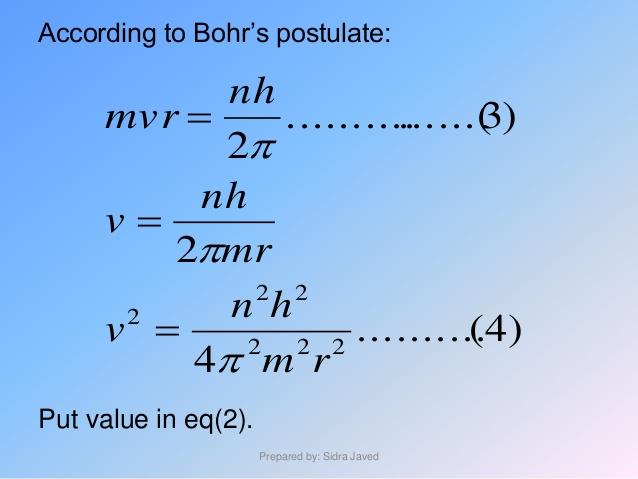 According to Bohr's postulate:
mvr = nh/2π ………...……(3)
v = nh/2πmr
v² = n²h²/4π²m²r² ……….(4)
Put value in eq(2).
Prepared by: Sidra Javed